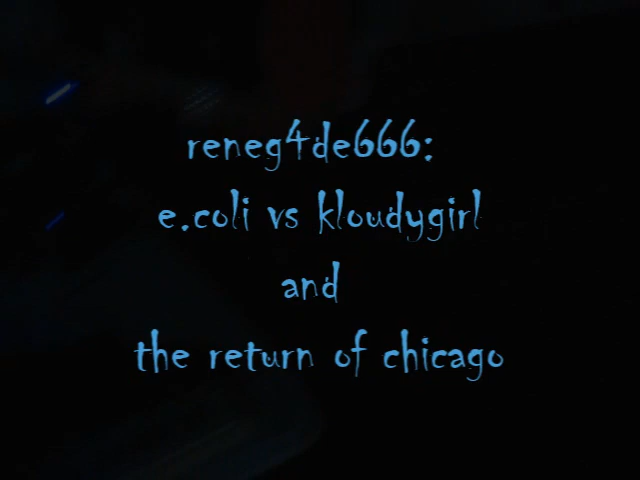 reneg4de666:
e.coli vs kloudygirl
and
the return of chicago